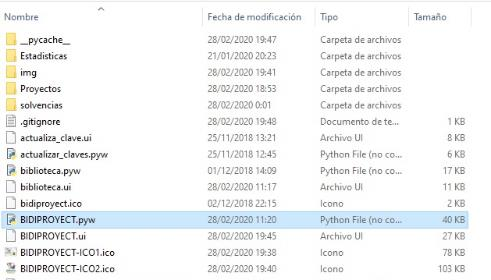 Nombre Fecha de modificación Tipo Tamaño
__pycache__ 28/02/2020 19:47 Carpeta de archivos
Estadisticas 21/01/2020 20:23 Carpeta de archivos
img 28/02/2020 19:41 Carpeta de archivos
Proyectos 28/02/2020 18:53 Carpeta de archivos
solvencias 28/02/2020 0:01 Carpeta de archivos
.gitignore 28/02/2020 19:48 Documento de te... 1 KB
actualiza_clave.ui 25/11/2018 13:21 Archivo UI 8 KB
actualizar_claves.pyw 25/11/2018 12:45 Python File (no co... 6 KB
biblioteca.pyw 01/12/2018 14:09 Python File (no co... 17 KB
biblioteca.ui 28/02/2020 11:17 Archivo UI 11 KB
bidiproyect.ico 02/12/2018 22:15 Icono 2 KB
BIDIPROYECT.pyw 28/02/2020 11:20 Python File (no co... 40 KB
BIDIPROYECT.ui 28/02/2020 19:45 Archivo UI 27 KB
BIDIPROYECT-ICO1.ico 28/02/2020 19:38 Icono 78 KB
BIDIPROYECT-ICO2.ico 28/02/2020 19:40 Icono 103 KB